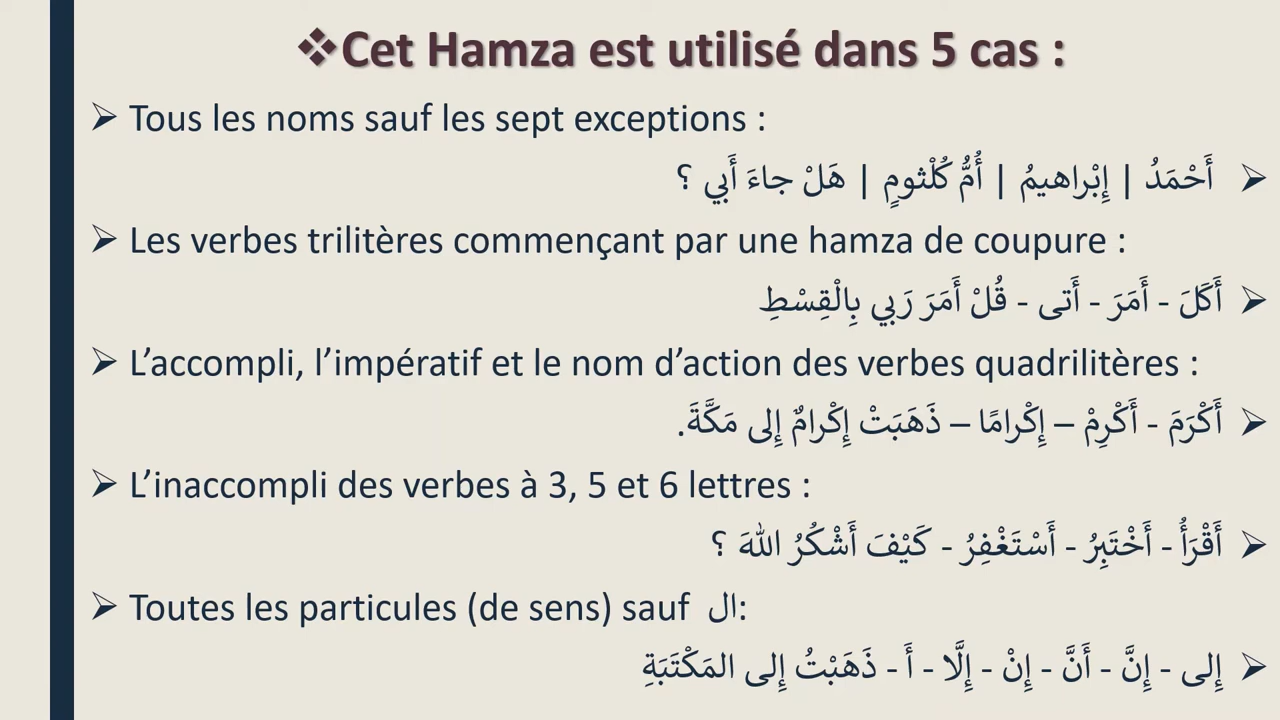 ❖Cet Hamza est utilisé dans 5 cas :
➢ Tous les noms sauf les sept exceptions :
➢ أَحْمَدُ | إِبْراهيمُ | أُمُّ كُلْثومٍ | هَلْ جاءَ أَبي ؟
➢ Les verbes trilitères commençant par une hamza de coupure :
➢ أَكَلَ - أَمَرَ - أَتى - قُلْ أَمَرَ رَبي بِالْقِسْطِ
➢ L’accompli, l’impératif et le nom d’action des verbes quadrilitères :
➢ أَكْرَمَ - أَكْرِمْ – إِكْرامًا – ذَهَبَتْ إِكْرامٌ إِلى مَكَّةَ.
➢ L’inaccompli des verbes à 3, 5 et 6 lettres :
➢ أَقْرَأُ - أَخْتَبِرُ - أَسْتَغْفِرُ - كَيْفَ أَشْكُرُ اللهَ ؟
➢ Toutes les particules (de sens) sauf ال:
➢ إِلى - إِنَّ - أَنَّ - إِنْ - إِلَّا - أَ - ذَهَبْتُ إِلى المَكْتَبَةِ